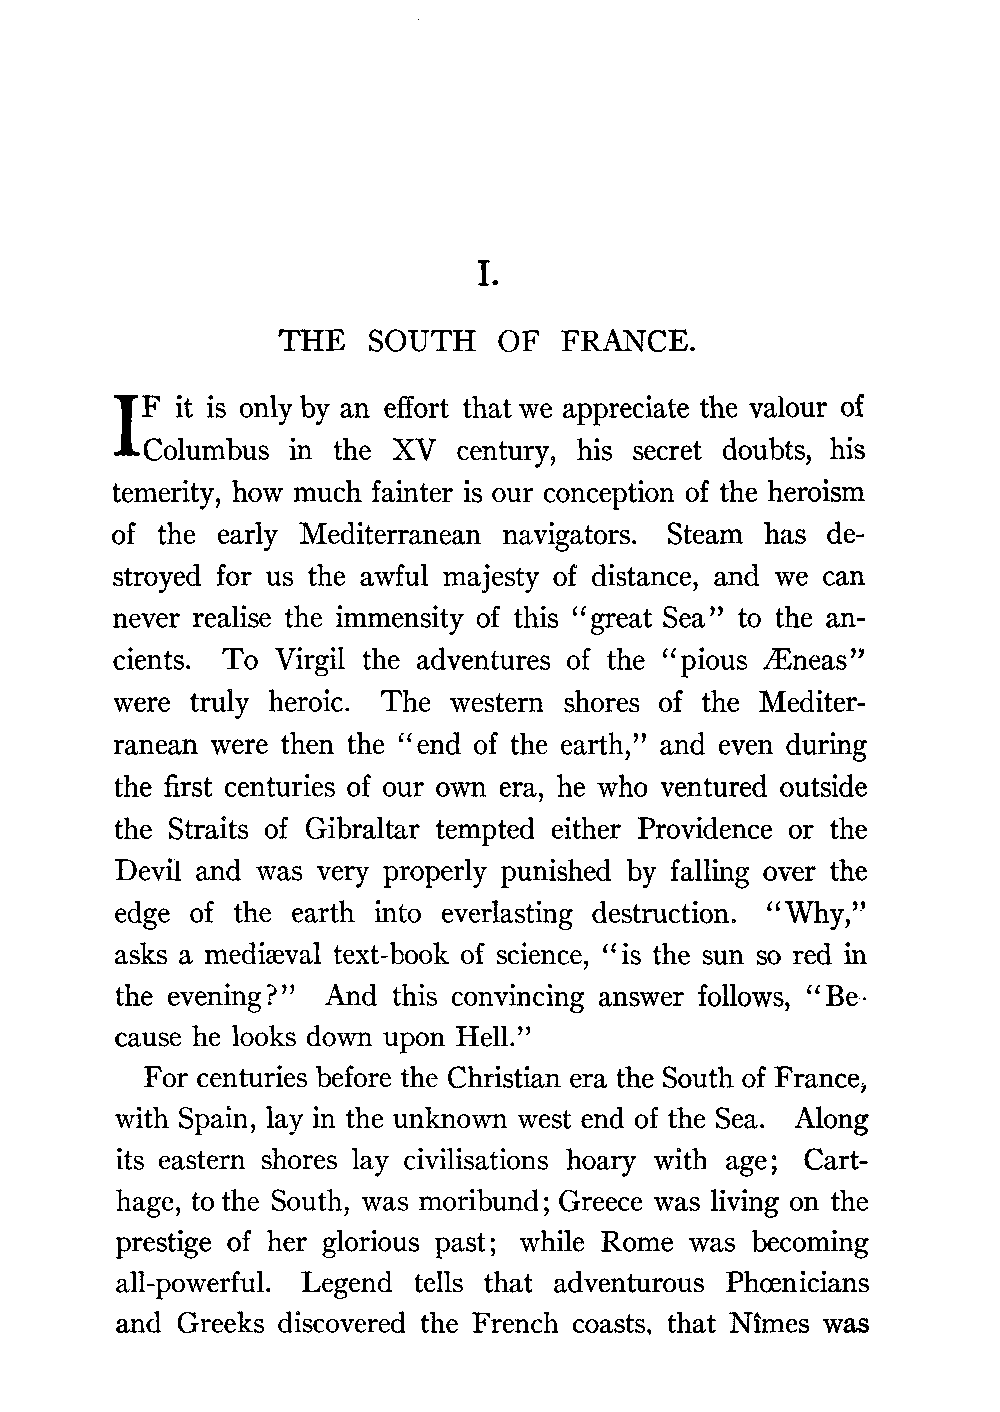 I.
THE SOUTH OF FRANCE.
IF it is only by an effort that we appreciate the valour of
Columbus in the XV century, his secret doubts, his
temerity, how much fainter is our conception of the heroism
of the early Mediterranean navigators. Steam has de-
stroyed for us the awful majesty of distance, and we can
never realise the immensity of this “great Sea” to the an-
cients. To Virgil the adventures of the “pious Æneas”
were truly heroic. The western shores of the Mediter-
ranean were then the “end of the earth,” and even during
the first centuries of our own era, he who ventured outside
the Straits of Gibraltar tempted either Providence or the
Devil and was very properly punished by falling over the
edge of the earth into everlasting destruction. “Why,”
asks a mediæval text-book of science, “is the sun so red in
the evening?” And this convincing answer follows, “Be-
cause he looks down upon Hell.”
For centuries before the Christian era the South of France,
with Spain, lay in the unknown west end of the Sea. Along
its eastern shores lay civilisations hoary with age; Cart-
hage, to the South, was moribund; Greece was living on the
prestige of her glorious past; while Rome was becoming
all-powerful. Legend tells that adventurous Phœnicians
and Greeks discovered the French coasts, that Nîmes was